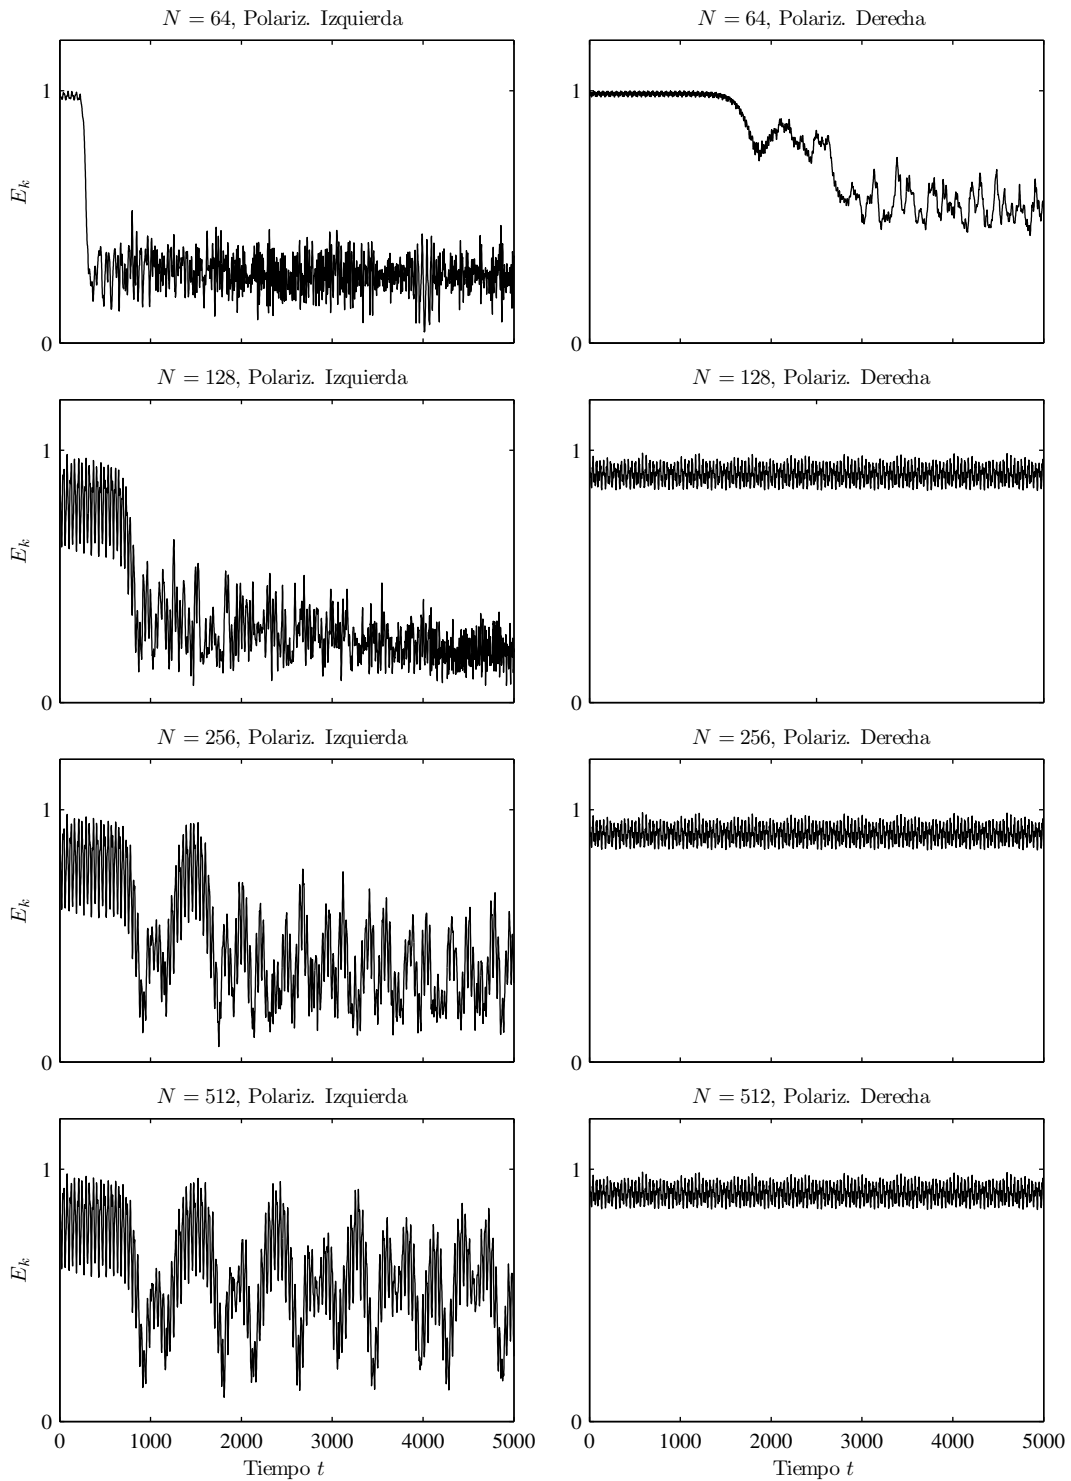 N = 64, Polariz. Izquierda
N = 64, Polariz. Derecha
1
E_k
0
1
0
N = 128, Polariz. Izquierda
N = 128, Polariz. Derecha
1
E_k
0
1
0
N = 256, Polariz. Izquierda
N = 256, Polariz. Derecha
1
E_k
0
1
0
N = 512, Polariz. Izquierda
N = 512, Polariz. Derecha
1
E_k
0
1
0
0 1000 2000 3000 4000 5000
Tiempo t
0 1000 2000 3000 4000 5000
Tiempo t